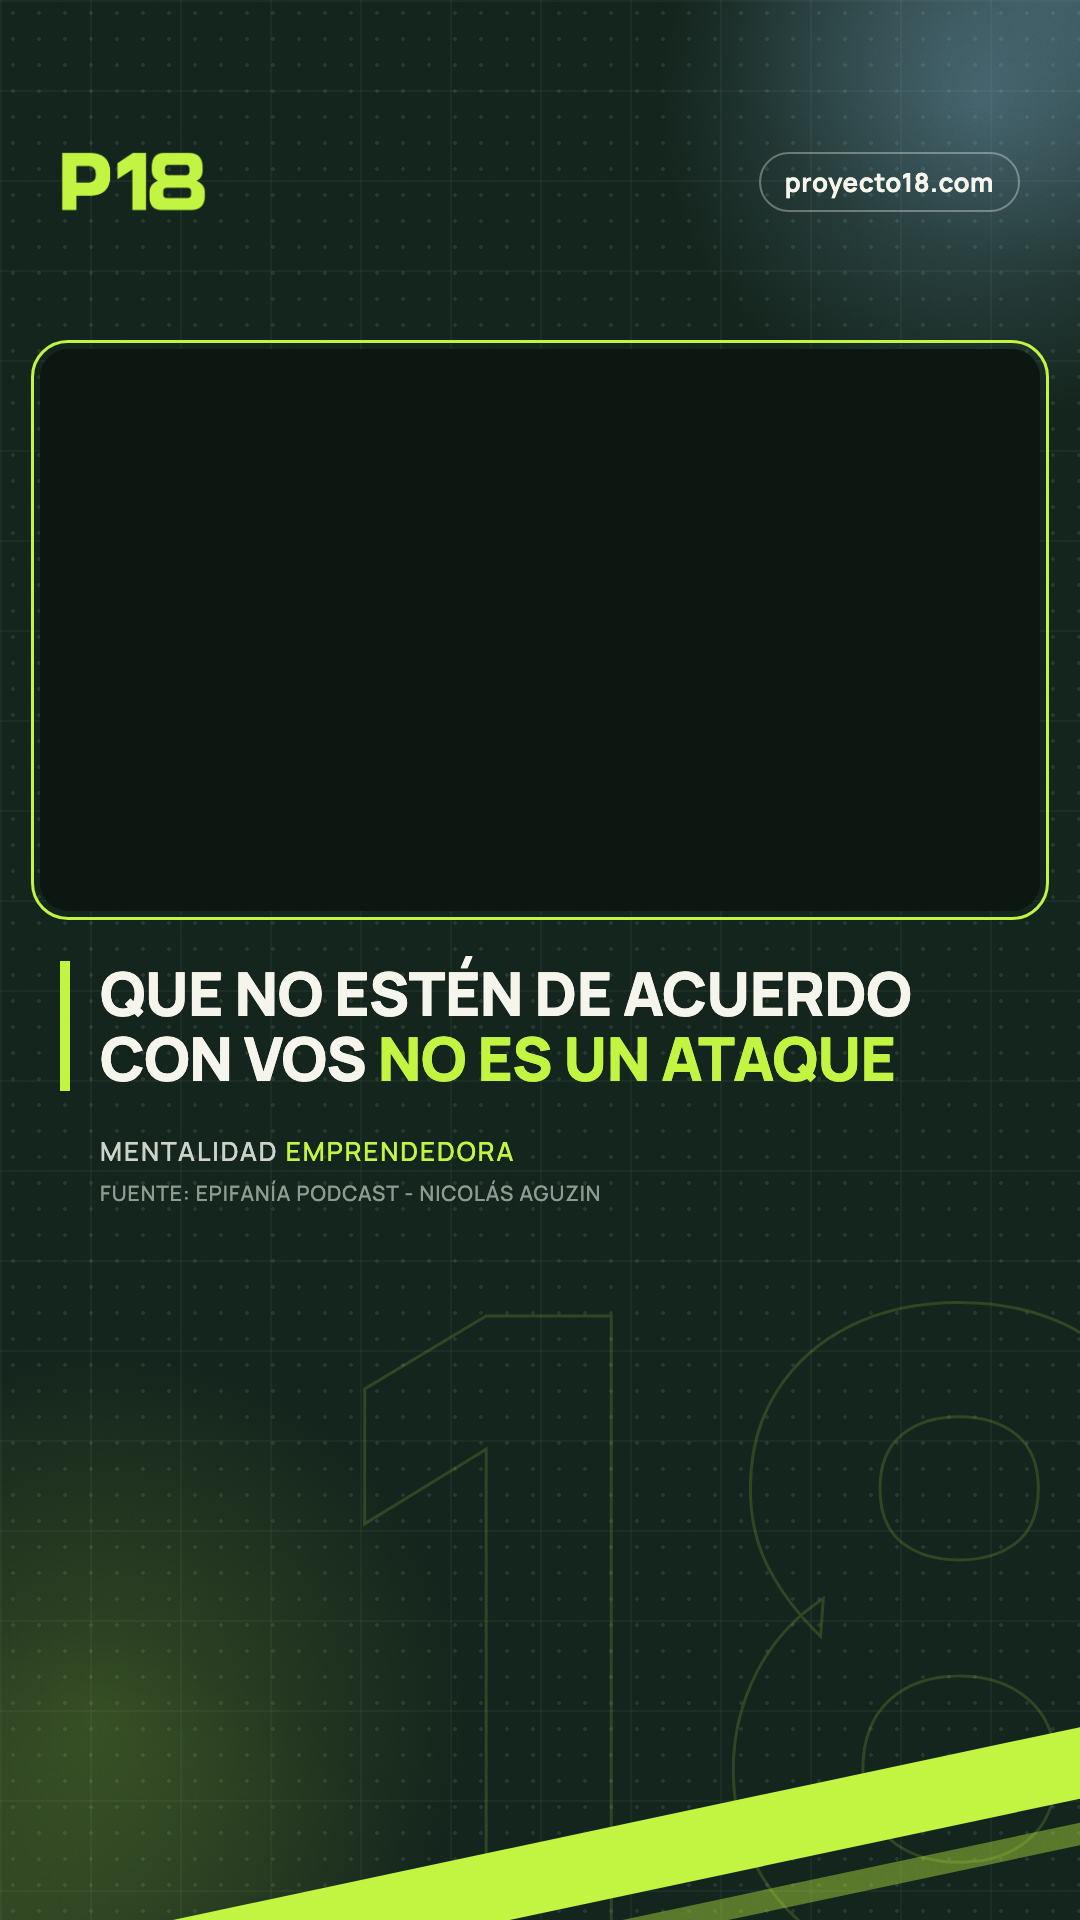 P18
proyecto18.com
QUE NO ESTÉN DE ACUERDO
CON VOS NO ES UN ATAQUE
MENTALIDAD EMPRENDEDORA
FUENTE: EPIFANÍA PODCAST - NICOLÁS AGUZIN
18